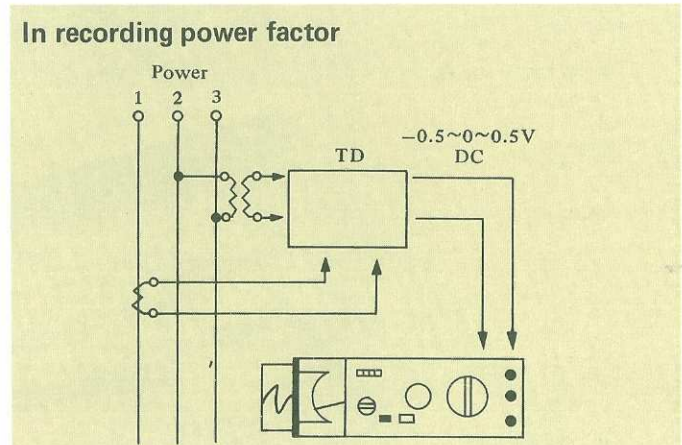 In recording power factor
Power
1 2 3
−0.5~0~0.5V
DC
TD